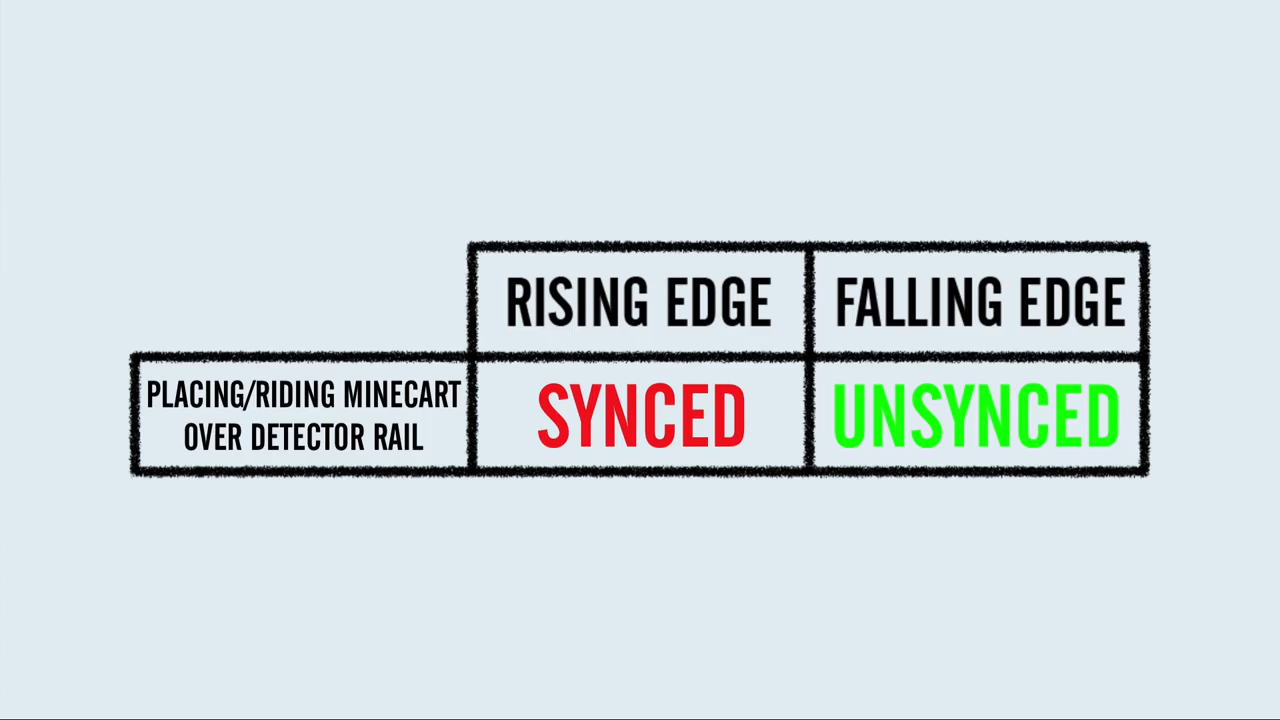 RISING EDGE
FALLING EDGE
PLACING/RIDING MINECART
OVER DETECTOR RAIL
SYNCED
UNSYNCED